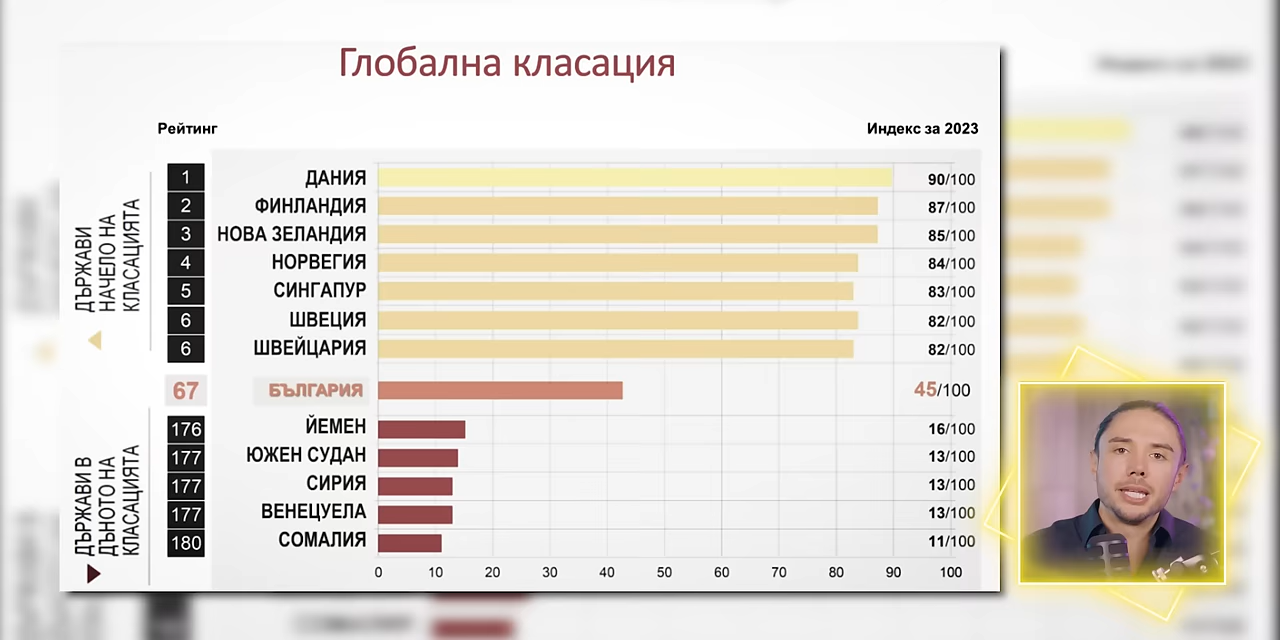 Глобална класация
Рейтинг
Индекс за 2023
ДЪРЖАВИ
НАЧЕЛО НА
КЛАСАЦИЯТА
1 ДАНИЯ 90/100
2 ФИНЛАНДИЯ 87/100
3 НОВА ЗЕЛАНДИЯ 85/100
4 НОРВЕГИЯ 84/100
5 СИНГАПУР 83/100
6 ШВЕЦИЯ 82/100
6 ШВЕЙЦАРИЯ 82/100
67 БЪЛГАРИЯ 45/100
ДЪРЖАВИ В
ДЪНОТО НА
КЛАСАЦИЯТА
176 ЙЕМЕН 16/100
177 ЮЖЕН СУДАН 13/100
177 СИРИЯ 13/100
177 ВЕНЕЦУЕЛА 13/100
180 СОМАЛИЯ 11/100
0 10 20 30 40 50 60 70 80 90 100